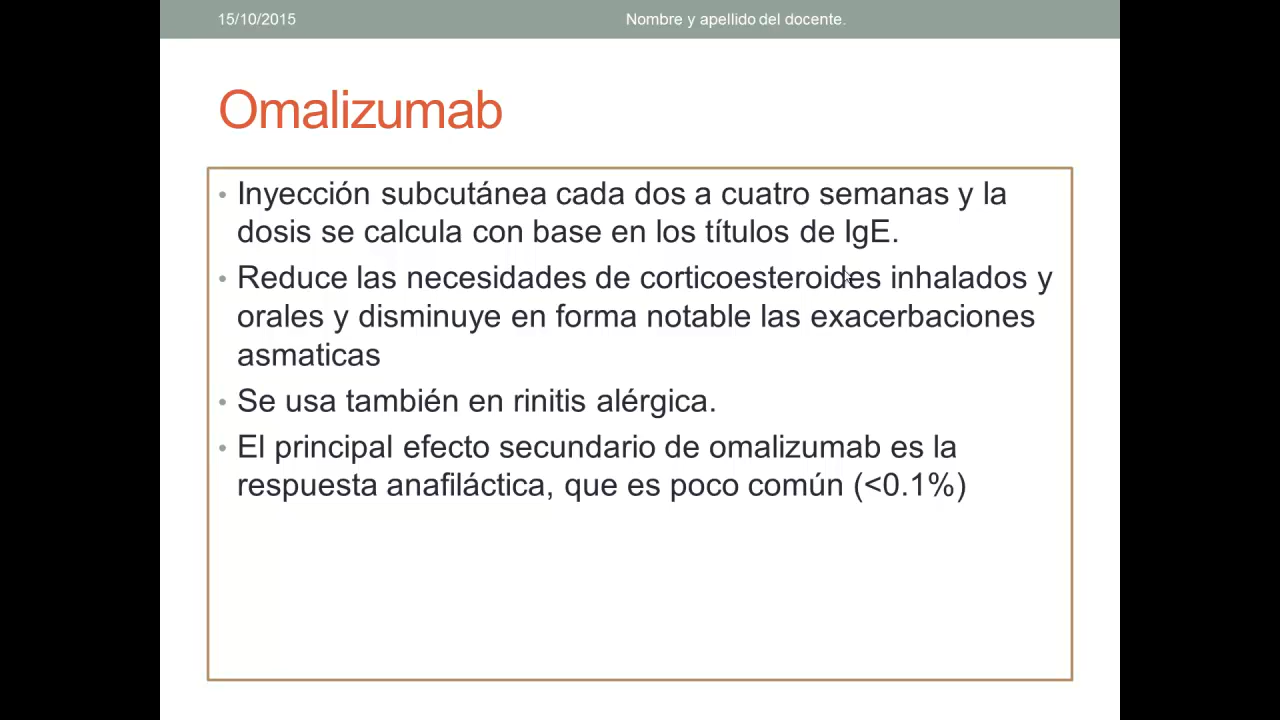 15/10/2015
Nombre y apellido del docente.
Omalizumab
• Inyección subcutánea cada dos a cuatro semanas y la
dosis se calcula con base en los títulos de IgE.
• Reduce las necesidades de corticoesteroides inhalados y
orales y disminuye en forma notable las exacerbaciones
asmaticas
• Se usa también en rinitis alérgica.
• El principal efecto secundario de omalizumab es la
respuesta anafiláctica, que es poco común (<0.1%)